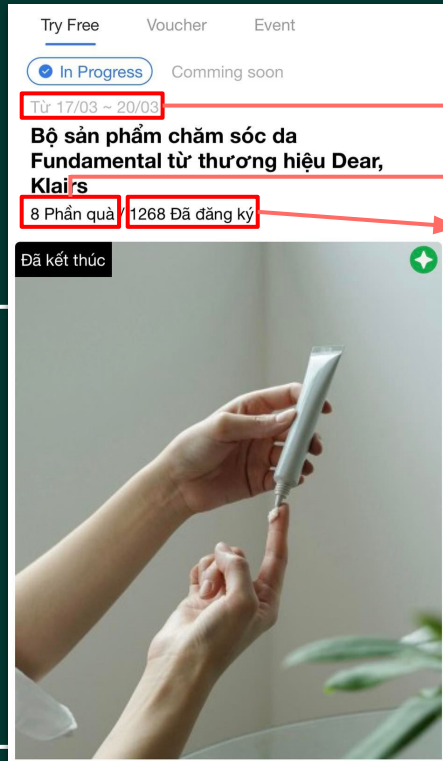 Try Free Voucher Event
In Progress Comming soon
Từ 17/03 ~ 20/03
Bộ sản phẩm chăm sóc da
Fundamental từ thương hiệu Dear,
Klairs
8 Phần quà / 1268 Đã đăng ký
Đã kết thúc